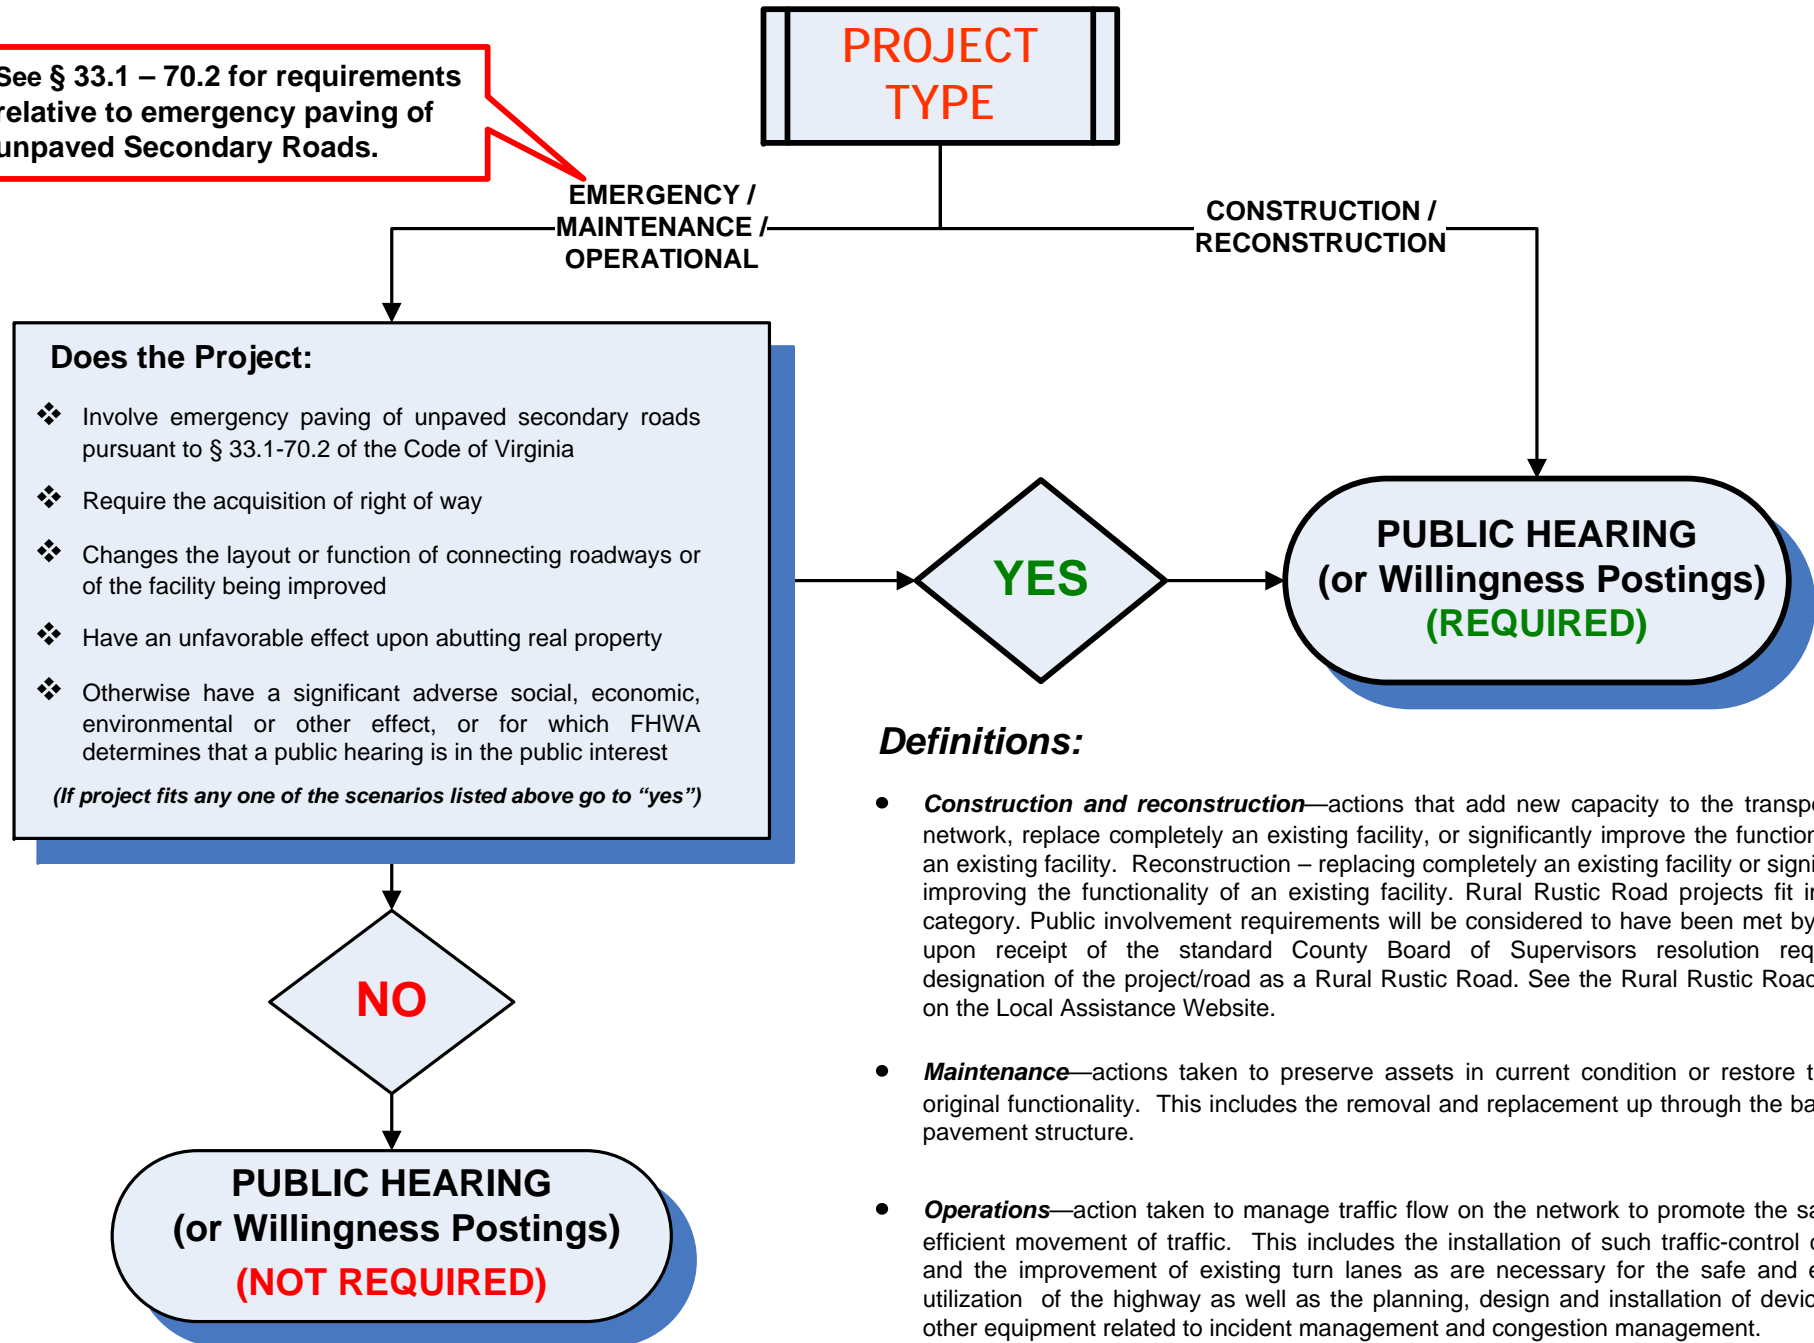 PROJECT
TYPE
See § 33.1 – 70.2 for requirements
relative to emergency paving of
unpaved Secondary Roads.
EMERGENCY /
MAINTENANCE /
OPERATIONAL
CONSTRUCTION /
RECONSTRUCTION
Does the Project:
❖ Involve emergency paving of unpaved secondary roads
pursuant to § 33.1-70.2 of the Code of Virginia
❖ Require the acquisition of right of way
❖ Changes the layout or function of connecting roadways or
of the facility being improved
❖ Have an unfavorable effect upon abutting real property
❖ Otherwise have a significant adverse social, economic,
environmental or other effect, or for which FHWA
determines that a public hearing is in the public interest
(If project fits any one of the scenarios listed above go to “yes”)
YES
PUBLIC HEARING
(or Willingness Postings)
(REQUIRED)
NO
PUBLIC HEARING
(or Willingness Postings)
(NOT REQUIRED)
Definitions:
• Construction and reconstruction—actions that add new capacity to the
network, replace completely an existing facility, or significantly improve the
an existing facility. Reconstruction – replacing completely an existing facility or
improving the functionality of an existing facility. Rural Rustic Road projects fit
category. Public involvement requirements will be considered to have been met by
upon receipt of the standard County Board of Supervisors resolution
designation of the project/road as a Rural Rustic Road. See the Rural Rustic Road
on the Local Assistance Website.
• Maintenance—actions taken to preserve assets in current condition or restore
original functionality. This includes the removal and replacement up through the
pavement structure.
• Operations—action taken to manage traffic flow on the network to promote the
efficient movement of traffic. This includes the installation of such traffic-control
and the improvement of existing turn lanes as are necessary for the safe and
utilization of the highway as well as the planning, design and installation of
other equipment related to incident management and congestion management.